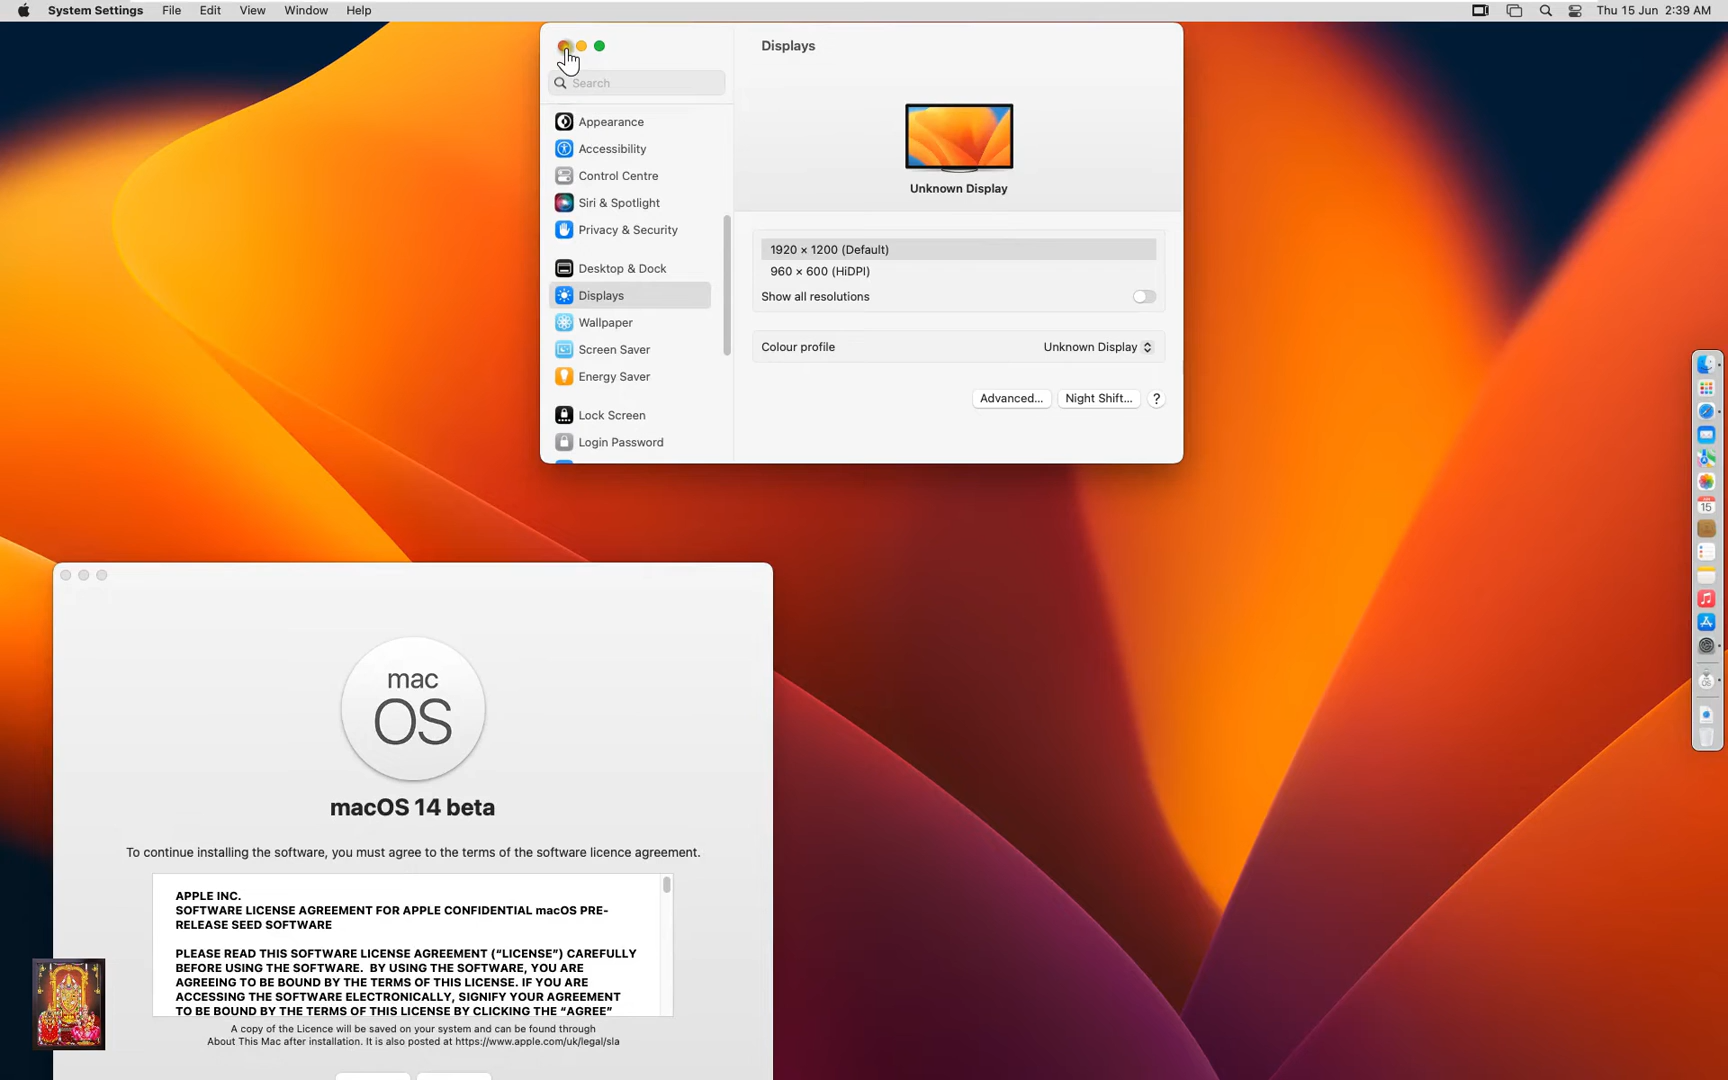 System Settings File Edit View Window Help Thu 15 Jun 2:39 AM
Displays
Search
Appearance
Accessibility
Control Centre
Siri & Spotlight
Privacy & Security
Desktop & Dock
Displays
Wallpaper
Screen Saver
Energy Saver
Lock Screen
Login Password
Unknown Display
1920 × 1200 (Default)
960 × 600 (HiDPI)
Show all resolutions
Colour profile Unknown Display
Advanced... Night Shift... ?
mac
OS
macOS 14 beta
To continue installing the software, you must agree to the terms of the software licence agreement.
APPLE INC.
SOFTWARE LICENSE AGREEMENT FOR APPLE CONFIDENTIAL macOS PRE-
RELEASE SEED SOFTWARE
PLEASE READ THIS SOFTWARE LICENSE AGREEMENT (“LICENSE”) CAREFULLY
BEFORE USING THE SOFTWARE. BY USING THE SOFTWARE, YOU ARE
AGREEING TO BE BOUND BY THE TERMS OF THIS LICENSE. IF YOU ARE
ACCESSING THE SOFTWARE ELECTRONICALLY, SIGNIFY YOUR AGREEMENT
TO BE BOUND BY THE TERMS OF THIS LICENSE BY CLICKING THE “AGREE”
A copy of the Licence will be saved on your system and can be found through
About This Mac after installation. It is also posted at https://www.apple.com/uk/legal/sla
15